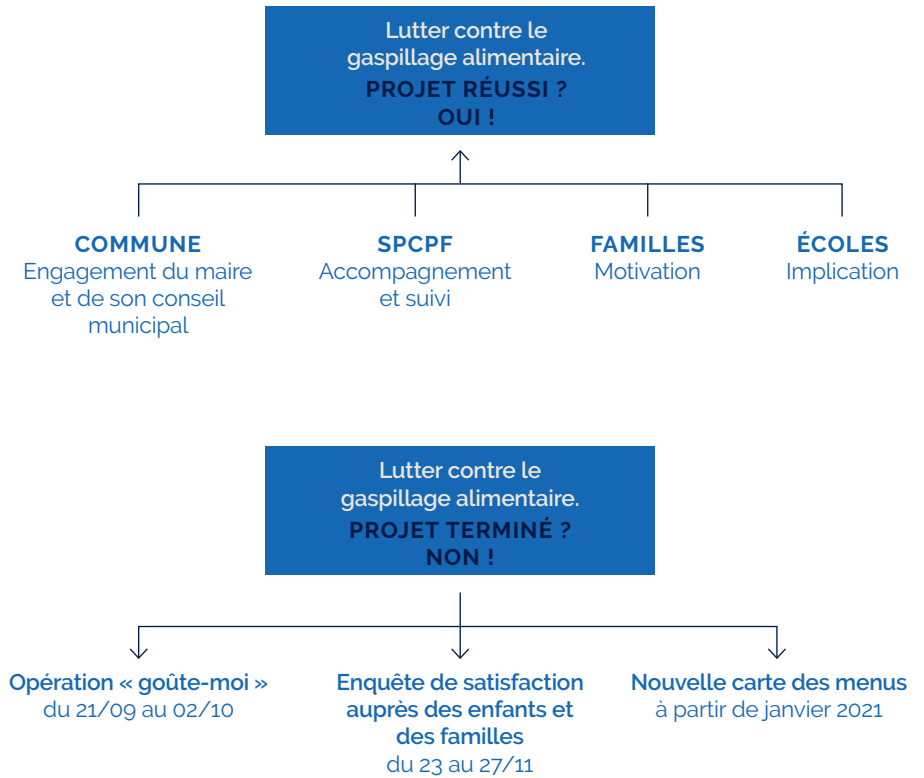 Lutter contre le
gaspillage alimentaire.
PROJET RÉUSSI ?
OUI !
COMMUNE
Engagement du maire
et de son conseil
municipal
SPCPF
Accompagnement
et suivi
FAMILLES
Motivation
ÉCOLES
Implication
Lutter contre le
gaspillage alimentaire.
PROJET TERMINÉ ?
NON !
Opération « goûte-moi »
du 21/09 au 02/10
Enquête de satisfaction
auprès des enfants et
des familles
du 23 au 27/11
Nouvelle carte des menus
à partir de janvier 2021